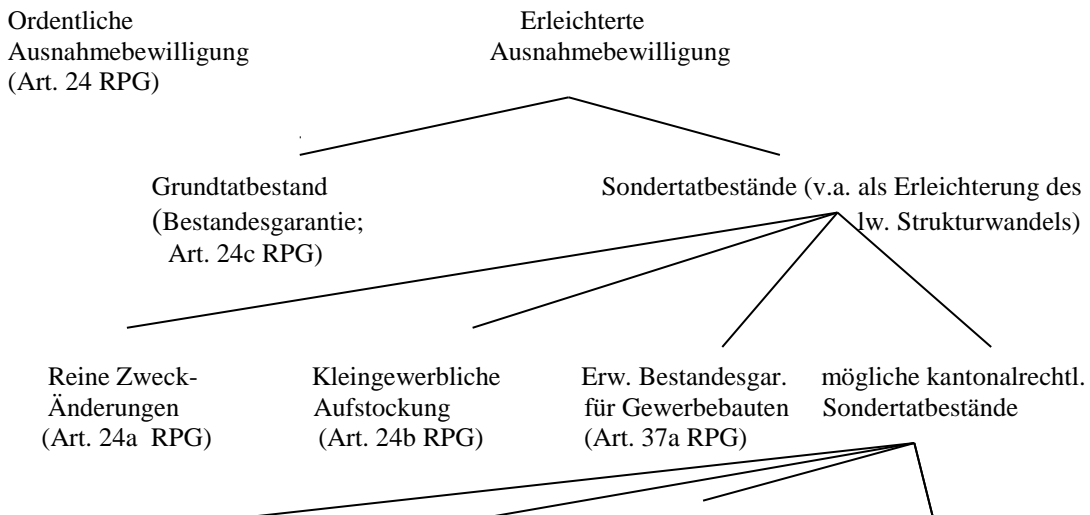 Ordentliche
Ausnahmebewilligung
(Art. 24 RPG)
Erleichterte
Ausnahmebewilligung
Grundtatbestand
(Bestandesgarantie;
Art. 24c RPG)
Sondertatbestände (v.a. als Erleichterung des
lw. Strukturwandels)
Reine Zweck-
Änderungen
(Art. 24a RPG)
Kleingewerbliche
Aufstockung
(Art. 24b RPG)
Erw. Bestandesgar.
für Gewerbebauten
(Art. 37a RPG)
mögliche kantonalrechtl.
Sondertatbestände